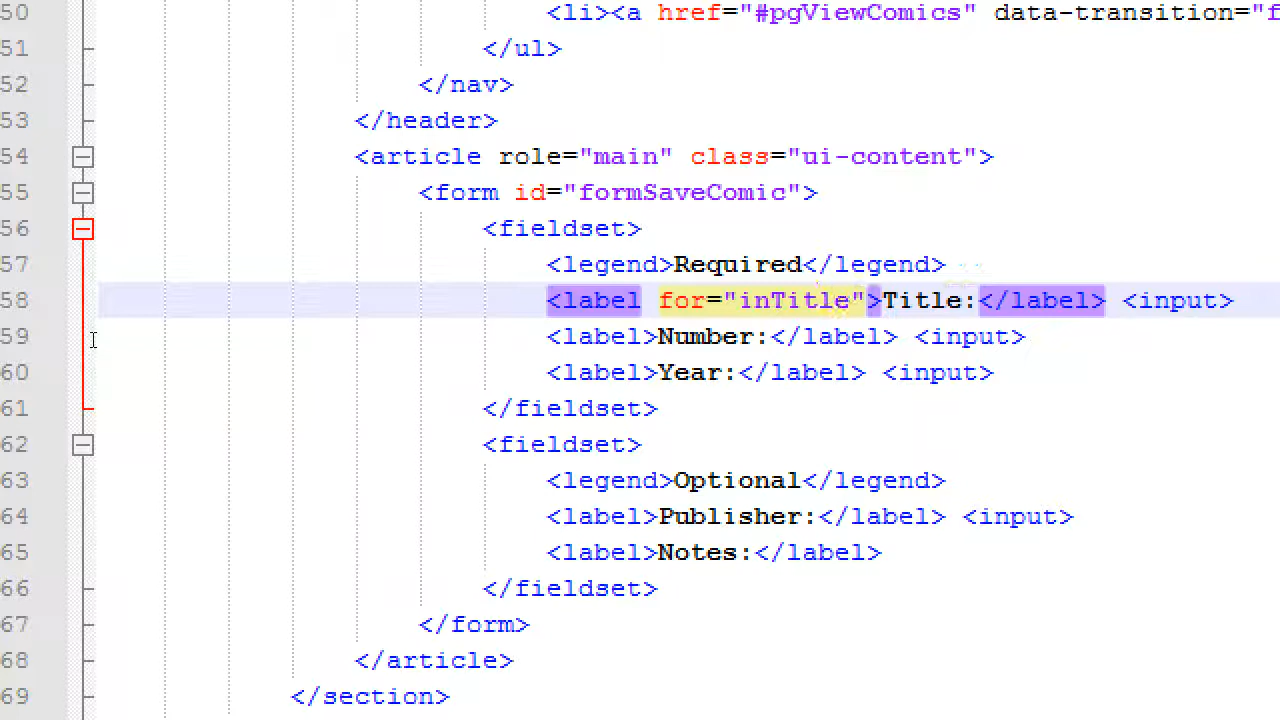 50 <li><a href="#pgViewComics" data-transition="f
51 </ul>
52 </nav>
53 </header>
54 <article role="main" class="ui-content">
55 <form id="formSaveComic">
56 <fieldset>
57 <legend>Required</legend>
58 <label for="inTitle">Title:</label> <input>
59 <label>Number:</label> <input>
60 <label>Year:</label> <input>
61 </fieldset>
62 <fieldset>
63 <legend>Optional</legend>
64 <label>Publisher:</label> <input>
65 <label>Notes:</label>
66 </fieldset>
67 </form>
68 </article>
69 </section>